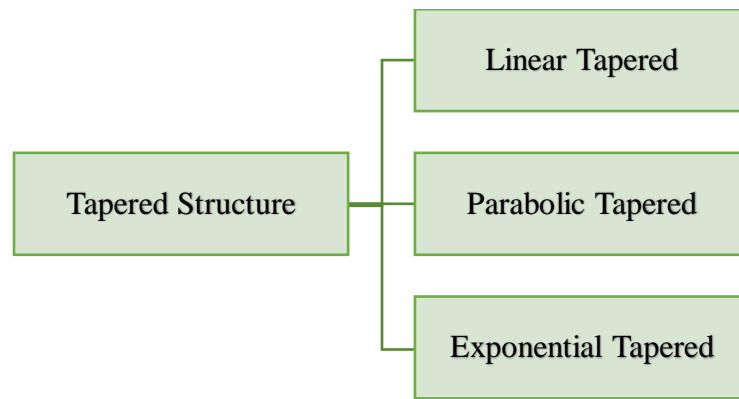 Linear Tapered
Tapered Structure
Parabolic Tapered
Exponential Tapered